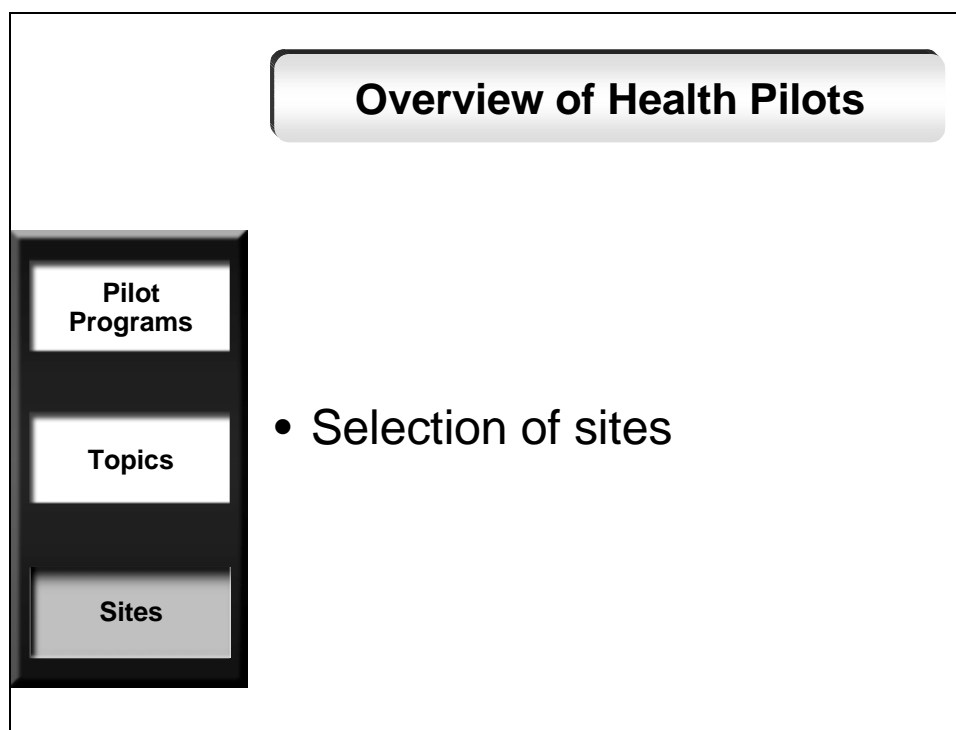 Overview of Health Pilots
Pilot
Programs
Topics
• Selection of sites
Sites